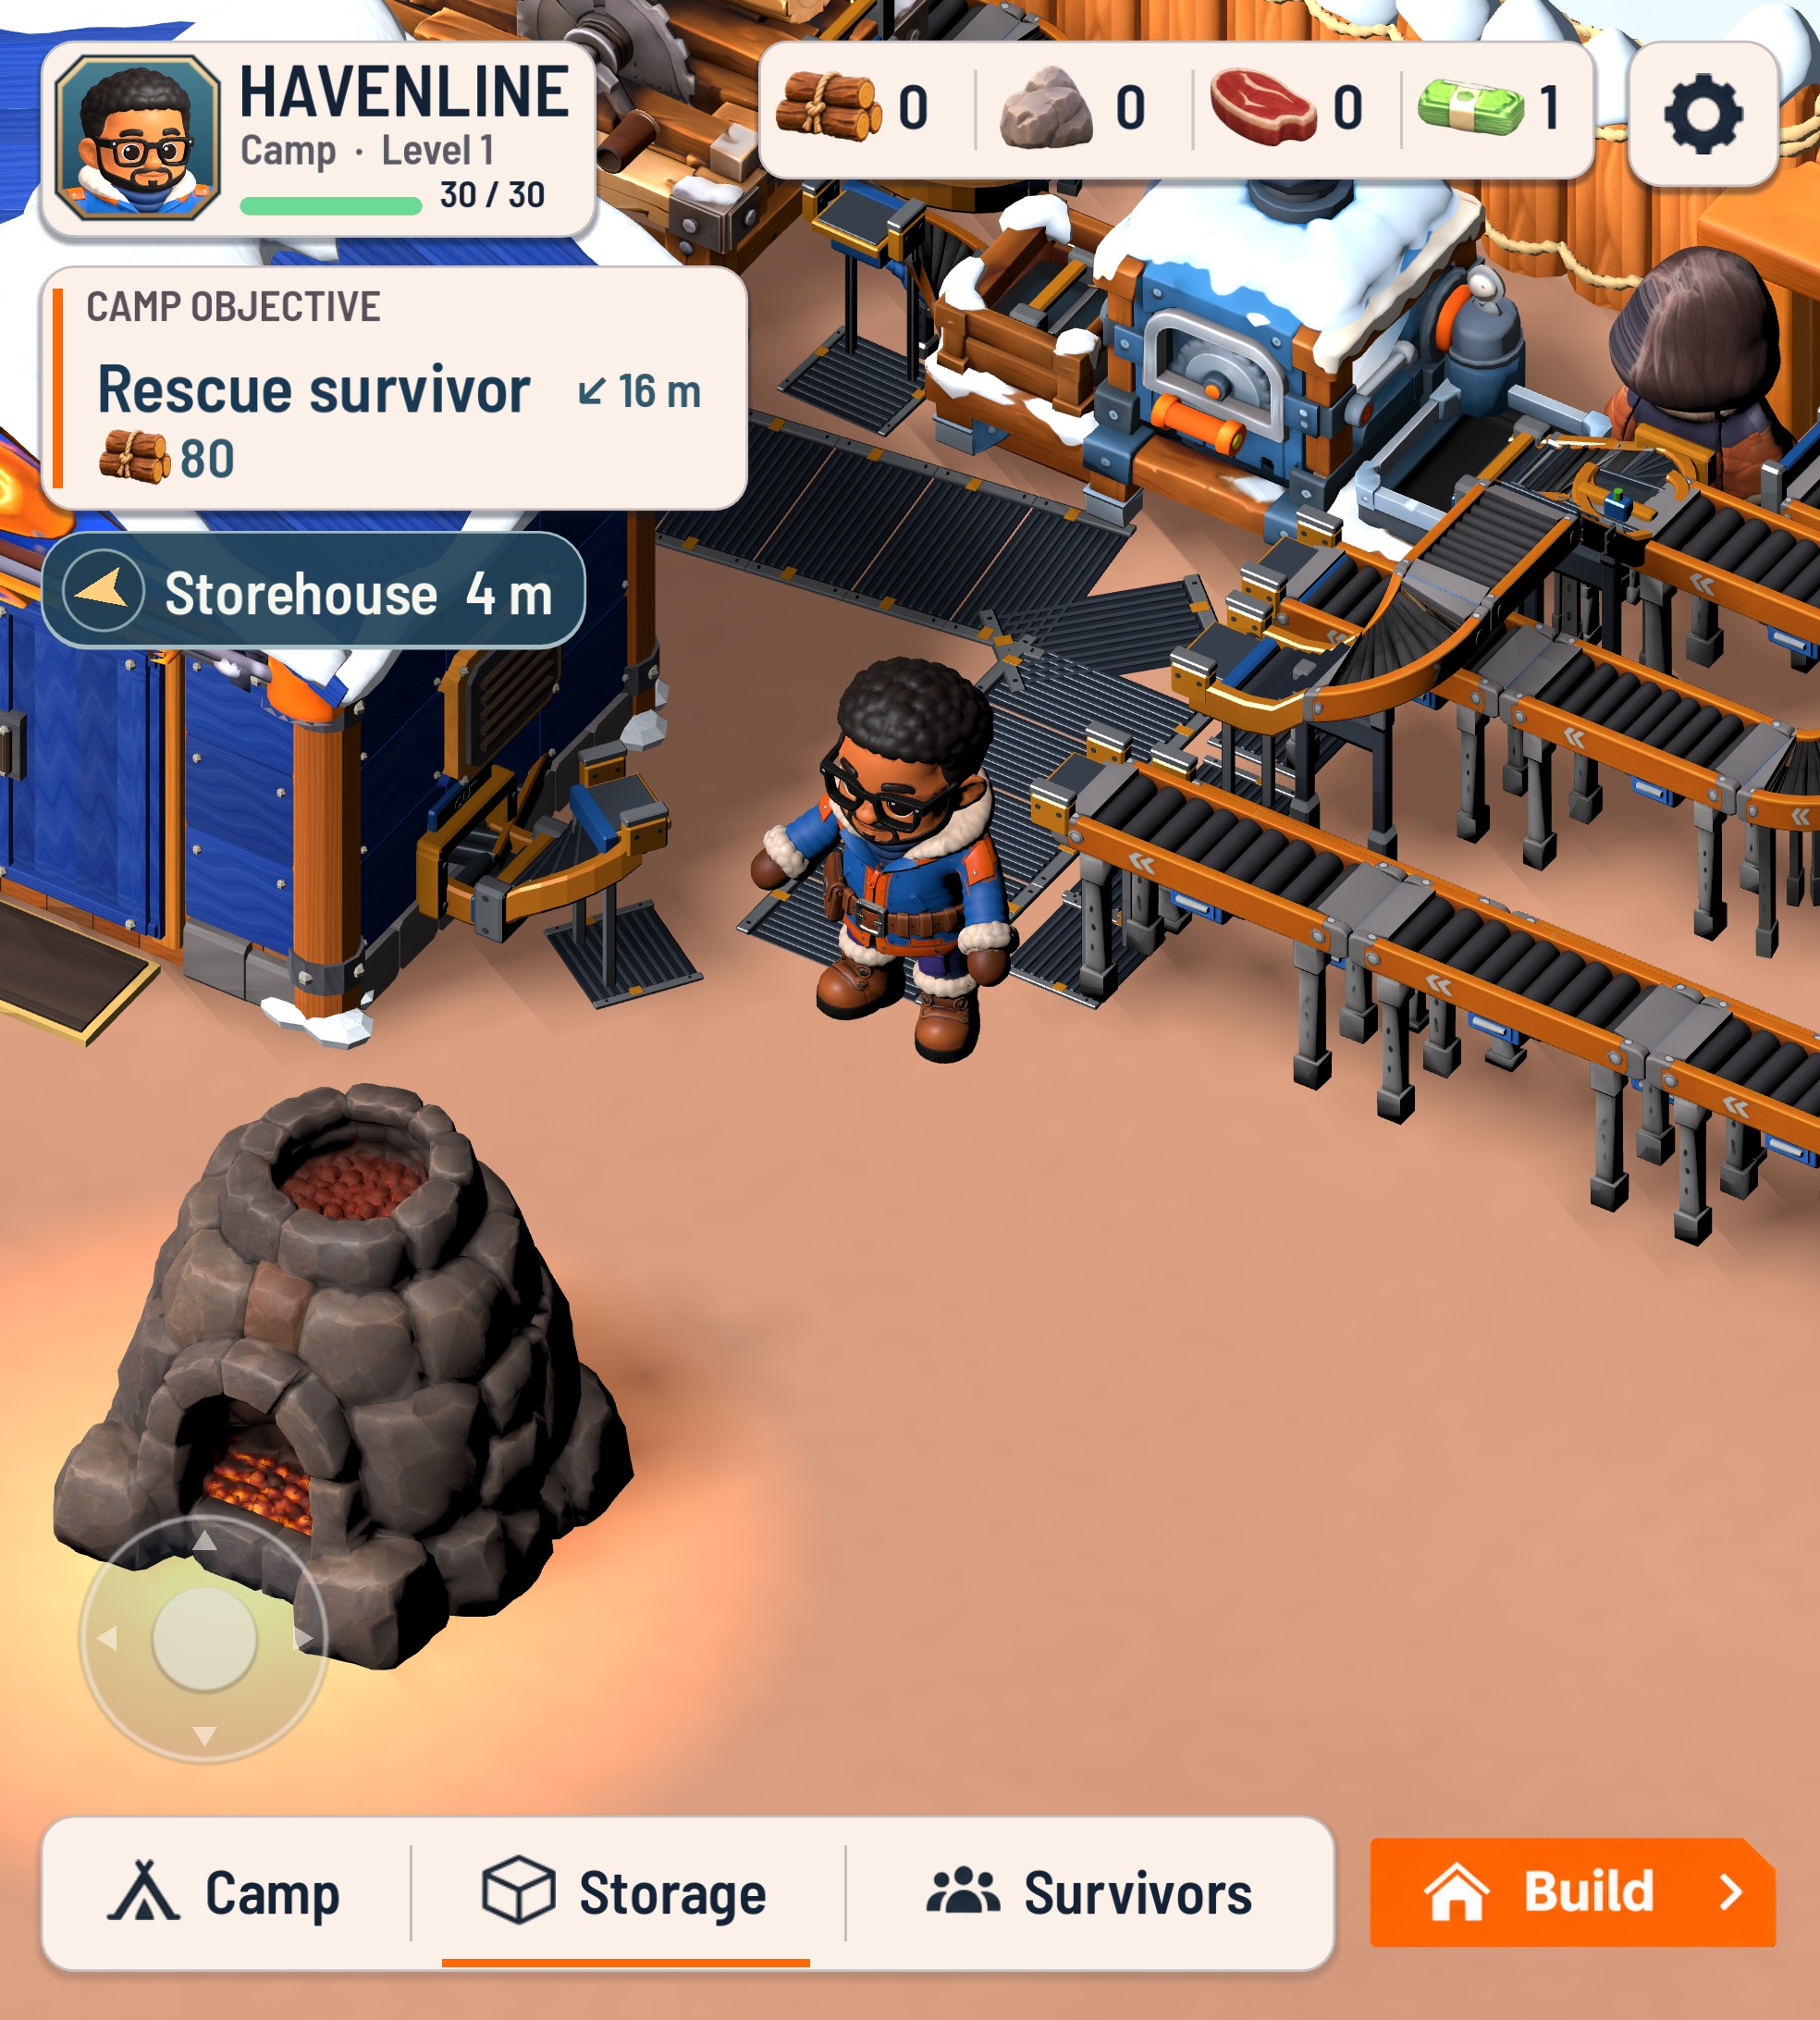 HAVENLINE
Camp · Level 1
30 / 30
0
0
0
1
CAMP OBJECTIVE
Rescue survivor ↙ 16 m
80
Storehouse 4 m
Camp
Storage
Survivors
Build